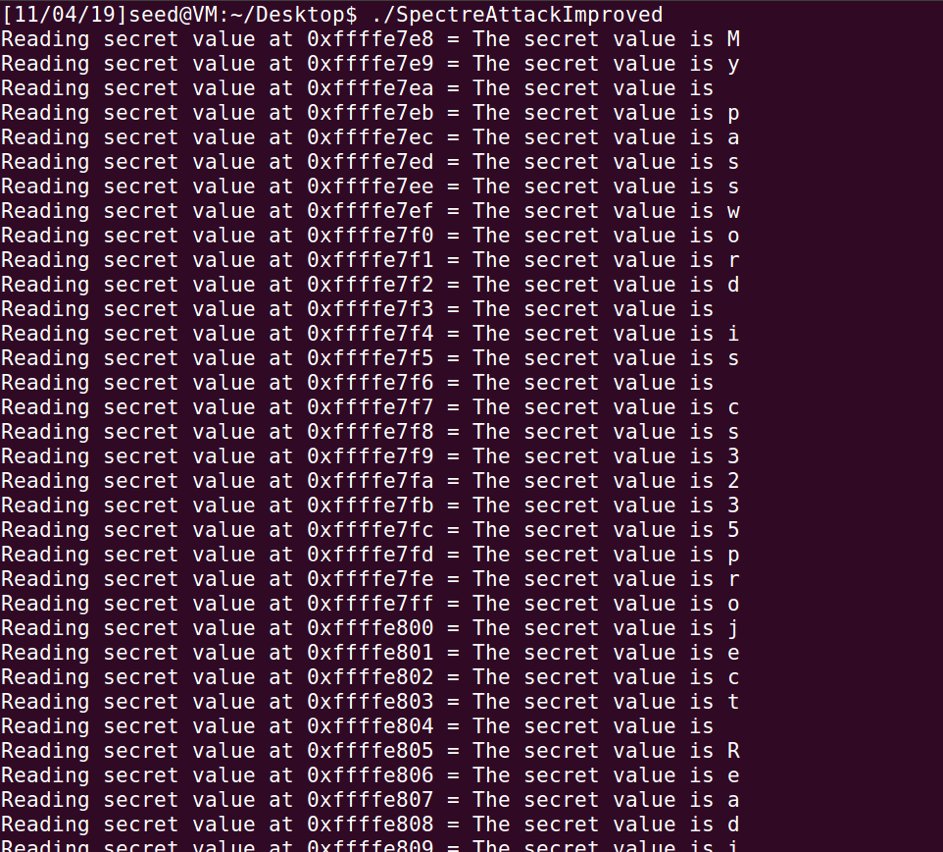 [11/04/19]seed@VM:~/Desktop$ ./SpectreAttackImproved
Reading secret value at 0xffffe7e8 = The secret value is M
Reading secret value at 0xffffe7e9 = The secret value is y
Reading secret value at 0xffffe7ea = The secret value is
Reading secret value at 0xffffe7eb = The secret value is p
Reading secret value at 0xffffe7ec = The secret value is a
Reading secret value at 0xffffe7ed = The secret value is s
Reading secret value at 0xffffe7ee = The secret value is s
Reading secret value at 0xffffe7ef = The secret value is w
Reading secret value at 0xffffe7f0 = The secret value is o
Reading secret value at 0xffffe7f1 = The secret value is r
Reading secret value at 0xffffe7f2 = The secret value is d
Reading secret value at 0xffffe7f3 = The secret value is
Reading secret value at 0xffffe7f4 = The secret value is i
Reading secret value at 0xffffe7f5 = The secret value is s
Reading secret value at 0xffffe7f6 = The secret value is
Reading secret value at 0xffffe7f7 = The secret value is c
Reading secret value at 0xffffe7f8 = The secret value is s
Reading secret value at 0xffffe7f9 = The secret value is 3
Reading secret value at 0xffffe7fa = The secret value is 2
Reading secret value at 0xffffe7fb = The secret value is 3
Reading secret value at 0xffffe7fc = The secret value is 5
Reading secret value at 0xffffe7fd = The secret value is p
Reading secret value at 0xffffe7fe = The secret value is r
Reading secret value at 0xffffe7ff = The secret value is o
Reading secret value at 0xffffe800 = The secret value is j
Reading secret value at 0xffffe801 = The secret value is e
Reading secret value at 0xffffe802 = The secret value is c
Reading secret value at 0xffffe803 = The secret value is t
Reading secret value at 0xffffe804 = The secret value is
Reading secret value at 0xffffe805 = The secret value is R
Reading secret value at 0xffffe806 = The secret value is e
Reading secret value at 0xffffe807 = The secret value is a
Reading secret value at 0xffffe808 = The secret value is d
Reading secret value at 0xffffe809 = The secret value is i